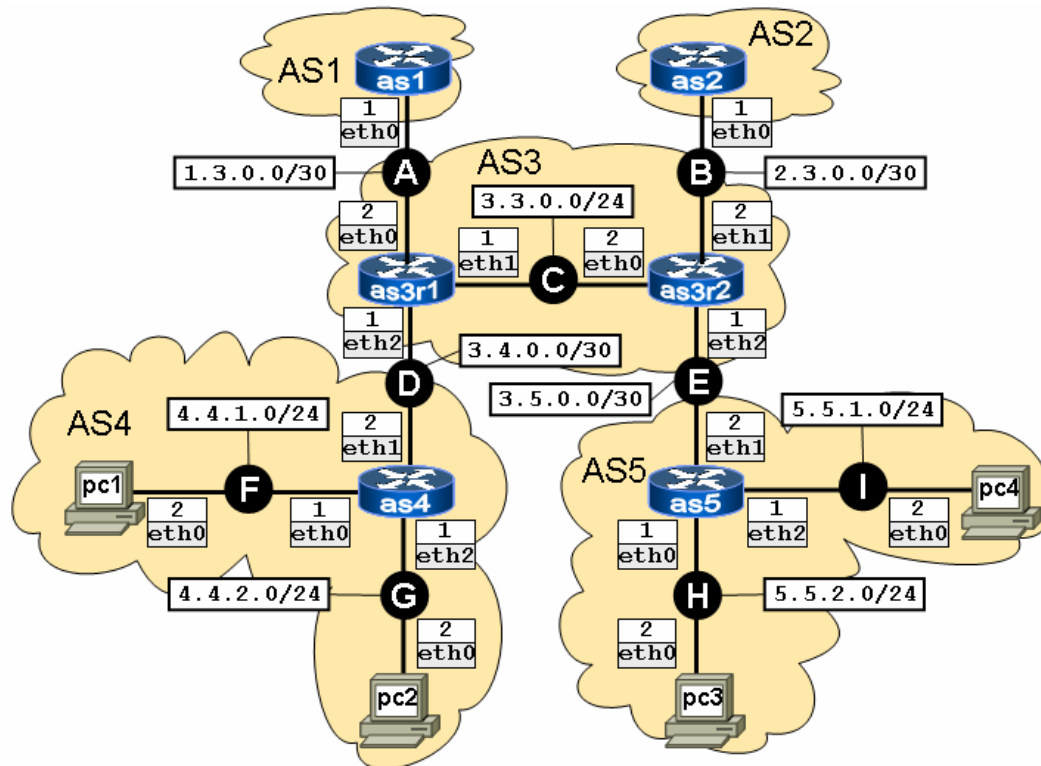 AS1
as1
1
eth0
AS2
as2
1
eth0
1.3.0.0/30
A
AS3
B
2.3.0.0/30
3.3.0.0/24
2
eth0
1
eth1
2
eth0
2
eth1
as3r1
C
as3r2
1
eth2
1
eth2
3.4.0.0/30
D
3.5.0.0/30
E
AS4
4.4.1.0/24
5.5.1.0/24
2
eth1
2
eth1
AS5
pc1
F
as4
as5
I
pc4
2
eth0
1
eth0
1
eth2
1
eth0
1
eth2
2
eth0
4.4.2.0/24
G
H
5.5.2.0/24
2
eth0
2
eth0
pc2
pc3